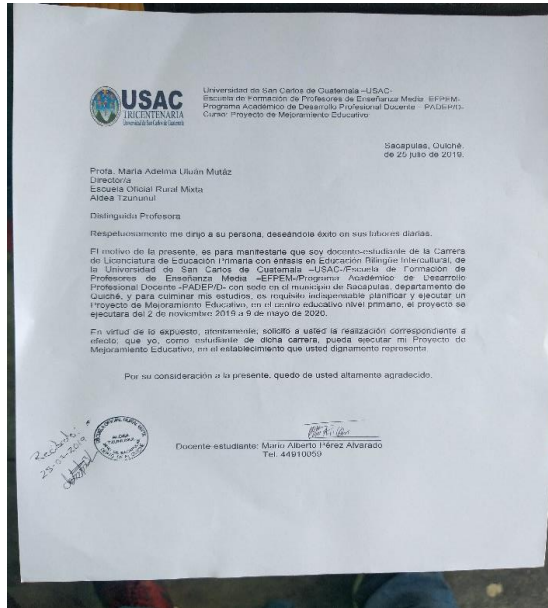 USAC
TRICENTENARIA
Universidad de San Carlos de Guatemala
Universidad de San Carlos de Guatemala –USAC-
Escuela de Formación de Profesores de Enseñanza Media -EFPEM-
Programa Académico de Desarrollo Profesional Docente - PADEP/D-
Curso: Proyecto de Mejoramiento Educativo
Sacapulas, Quiché,
de 25 julio de 2019.
Profa. María Adelma
Director/a
Escuela Oficial Rural Mixta
Aldea Tzununul
Distinguida Profesora
Respetuosamente me dirijo a su persona, deseándole éxito en sus labores diarias.
El motivo de la presente, es para manifestarle que soy docente-estudiante de la Carrera
de Licenciatura de Educación Primaria con énfasis en Educación Bilingüe Intercultural, de
la Universidad de San Carlos de Guatemala –USAC-/Escuela de Formación de
Profesores de Enseñanza Media –EFPEM-/Programa Académico de Desarrollo
Profesional Docente -PADEP/D- con sede en el municipio de Sacapulas, departamento de
Quiché, y para culminar mis estudios, es requisito indispensable planificar y ejecutar un
Proyecto de Mejoramiento Educativo, en el centro educativo nivel primario, el proyecto se
ejecutara del 2 de noviembre 2019 a 9 de mayo de 2020.
En virtud de lo expuesto, atentamente; solicito a usted la realización correspondiente a
efecto; que yo, como estudiante de dicha carrera, pueda ejecutar mi Proyecto de
Mejoramiento Educativo, en el establecimiento que usted dignamente representa.
Por su consideración a la presente, quedo de usted altamente agradecido.
Recibido:
25-07-2019
Docente-estudiante: Mario Alberto Pérez Alvarado
Tel. 44910059